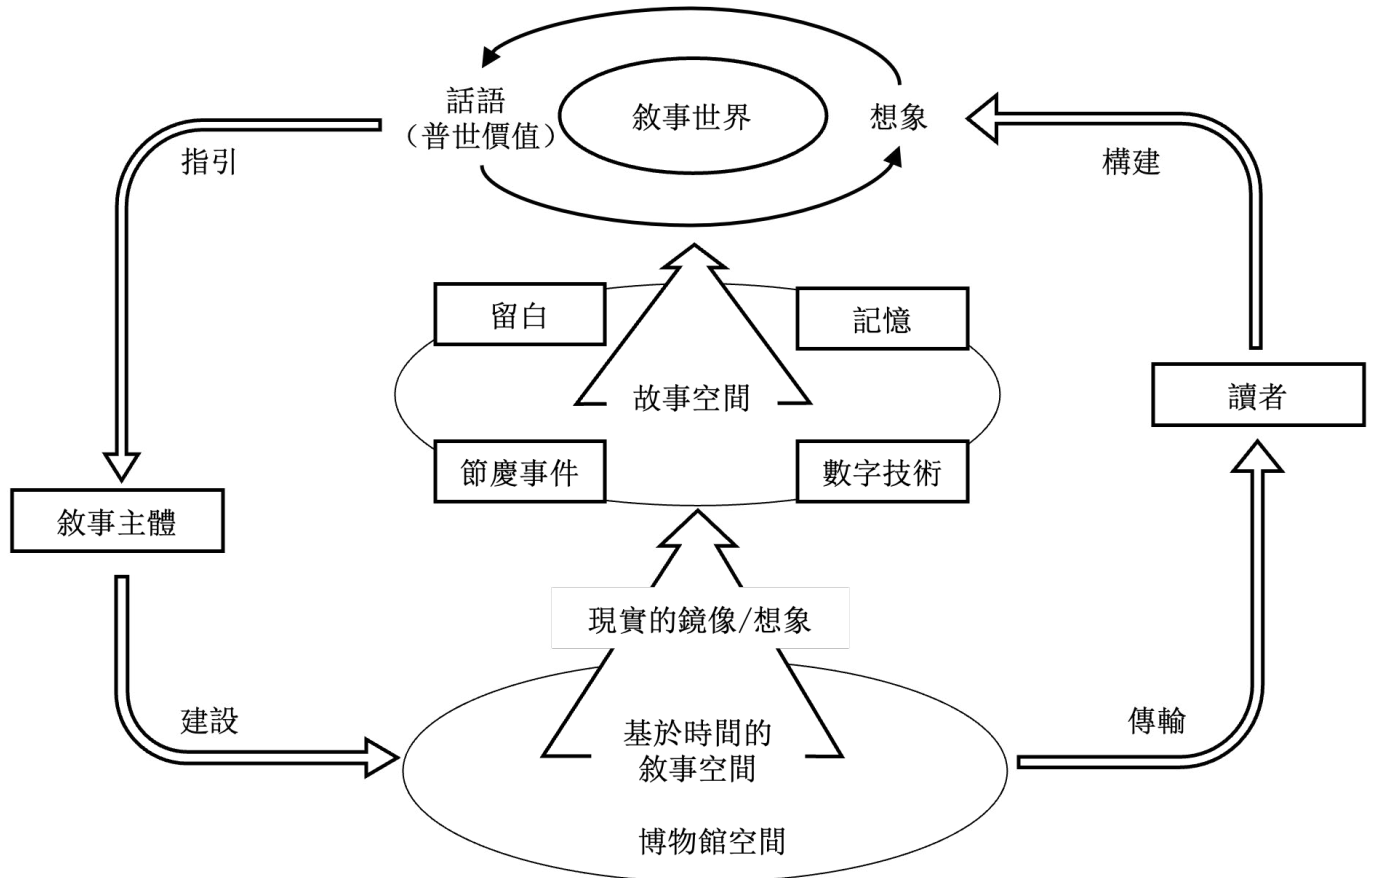 話語
（普世價值）
敘事世界
想象
指引
構建
留白
記憶
故事空間
讀者
節慶事件
數字技術
敘事主體
現實的鏡像/想象
建設
基於時間的
敘事空間
傳輸
博物館空間